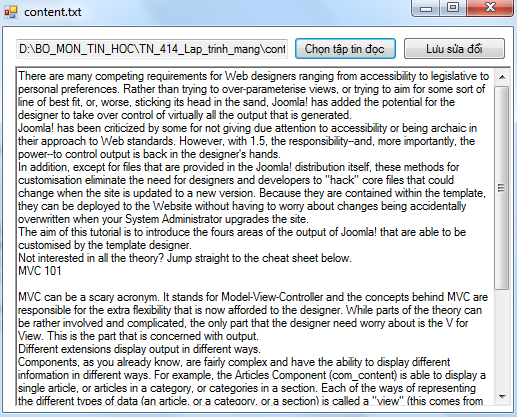 content.txt
D:\BO_MON_TIN_HOC\TN_414_Lap_trinh_mang\cont
Chọn tập tin đọc
Lưu sửa đổi
There are many competing requirements for Web designers ranging from accessibility to legislative to
personal preferences. Rather than trying to over-parameterise views, or trying to aim for some sort of
line of best fit, or, worse, sticking its head in the sand, Joomla! has added the potential for the
designer to take over control of virtually all the output that is generated.
Joomla! has been criticized by some for not giving due attention to accessibility or being archaic in
their approach to Web standards. However, with 1.5, the responsibility--and, more importantly, the
power--to control output is back in the designer's hands.
In addition, except for files that are provided in the Joomla! distribution itself, these methods for
customisation eliminate the need for designers and developers to "hack" core files that could
change when the site is updated to a new version. Because they are contained within the template,
they can be deployed to the Website without having to worry about changes being accidentally
overwritten when your System Administrator upgrades the site.
The aim of this tutorial is to introduce the fours areas of the output of Joomla! that are able to be
customised by the template designer.
Not interested in all the theory? Jump straight to the cheat sheet below.
MVC 101
MVC can be a scary acronym. It stands for Model-View-Controller and the concepts behind MVC are
responsible for the extra flexibility that is now afforded to the designer. While parts of the theory can
be rather involved and complicated, the only part that the designer need worry about is the V for
View. This is the part that is concerned with output.
Different extensions display output in different ways.
Components, as you already know, are fairly complex and have the ability to display different
information in different ways. For example, the Articles Component (com_content) is able to display a
single article, or articles in a category, or categories in a section. Each of the ways of representing
the different types of data (an article, or a category, or a section) is called a "view" (this comes from